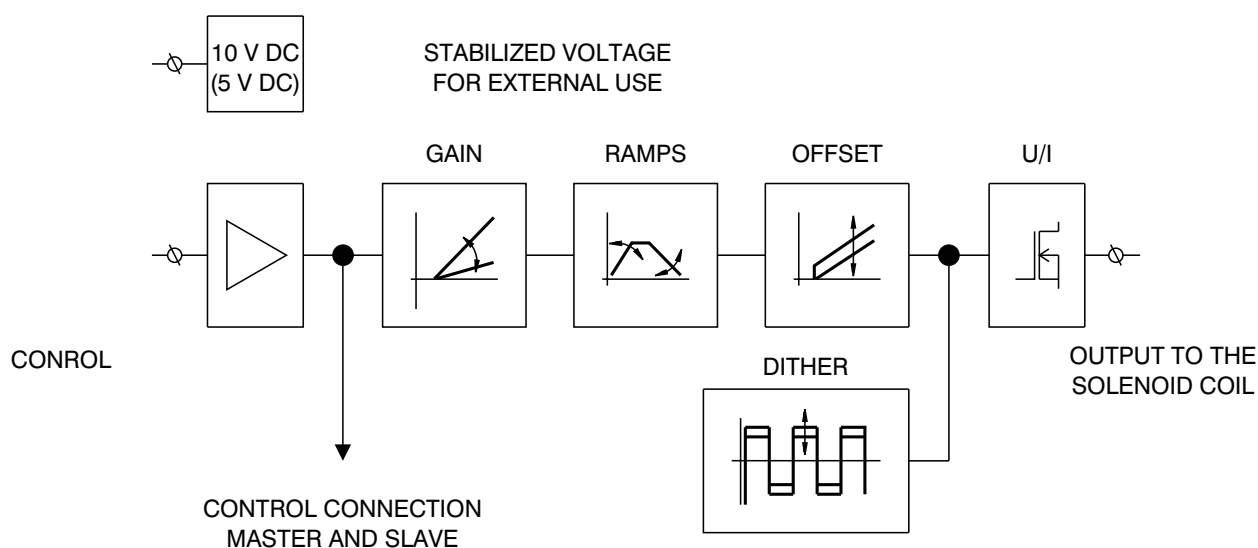 10 V DC
(5 V DC)
STABILIZED VOLTAGE
FOR EXTERNAL USE
GAIN
RAMPS
OFFSET
U/I
CONROL
DITHER
OUTPUT TO THE
SOLENOID COIL
CONTROL CONNECTION
MASTER AND SLAVE